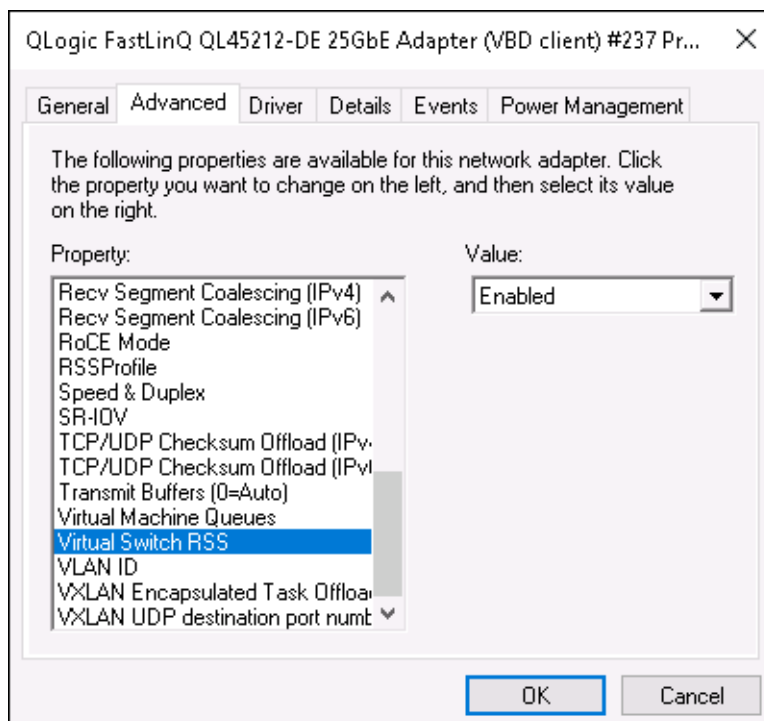 QLogic FastLinQ QL45212-DE 25GbE Adapter (VBD client) #237 Pr...
General Advanced Driver Details Events Power Management
The following properties are available for this network adapter. Click
the property you want to change on the left, and then select its value
on the right.
Property:
Value:
Recv Segment Coalescing (IPv4)
Recv Segment Coalescing (IPv6)
RoCE Mode
RSSProfile
Speed & Duplex
SR-IOV
TCP/UDP Checksum Offload (IPv
TCP/UDP Checksum Offload (IPv
Transmit Buffers (0=Auto)
Virtual Machine Queues
Virtual Switch RSS
VLAN ID
VXLAN Encapsulated Task Offloa
VXLAN UDP destination port numb
Enabled
OK
Cancel